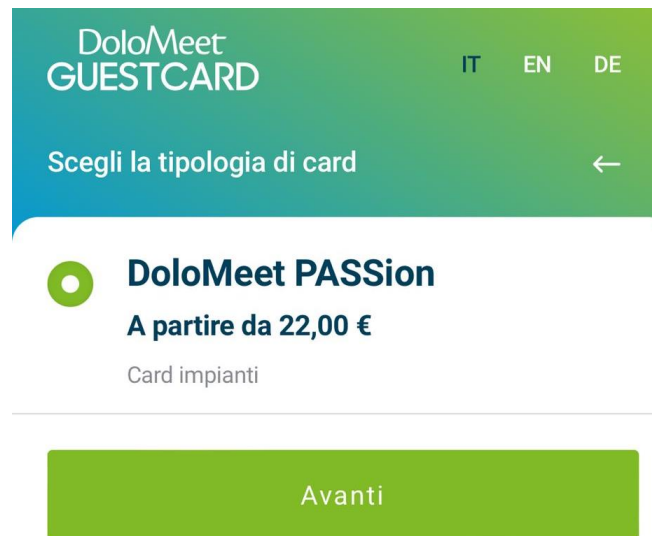 DoloMeet
GUESTCARD
IT EN DE
Scegli la tipologia di card
←
DoloMeet PASSion
A partire da 22,00 €
Card impianti
Avanti